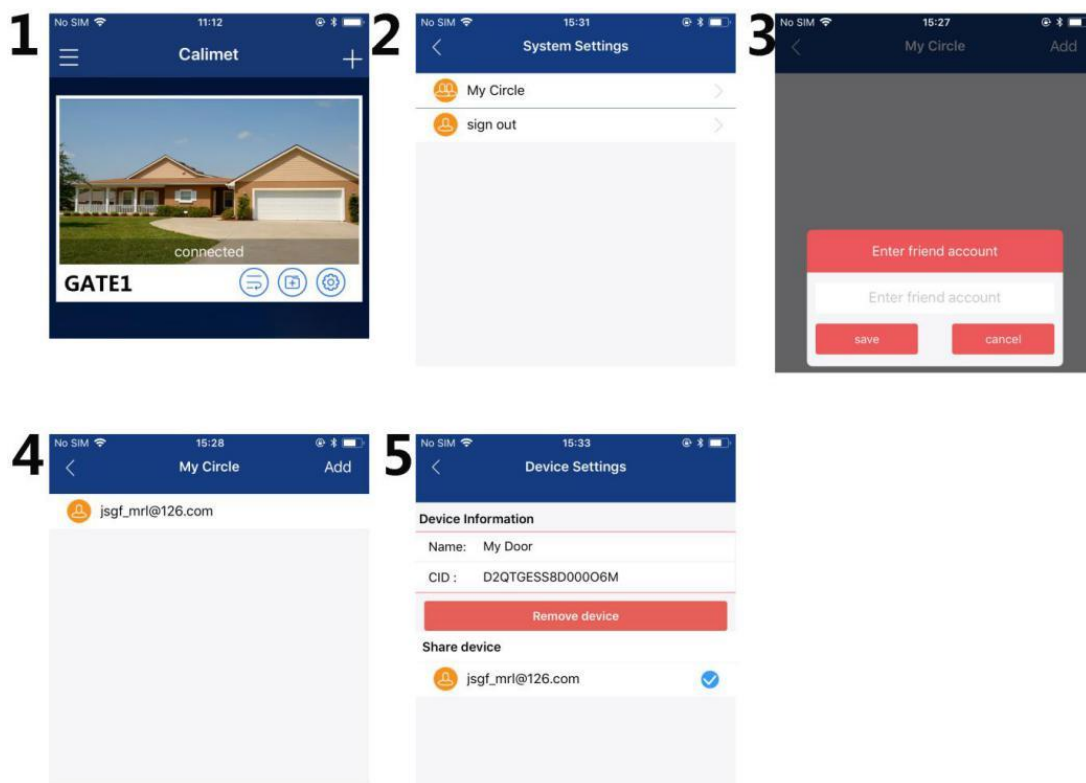 1
No SIM 11:12
Calimet
connected
GATE1
2
No SIM 15:31
System Settings
My Circle
sign out
3
No SIM 15:27
My Circle Add
Enter friend account
Enter friend account
save cancel
4
No SIM 15:28
My Circle Add
jsgf_mrl@126.com
5
No SIM 15:33
Device Settings
Device Information
Name: My Door
CID : D2QTGESS8D000O6M
Remove device
Share device
jsgf_mrl@126.com